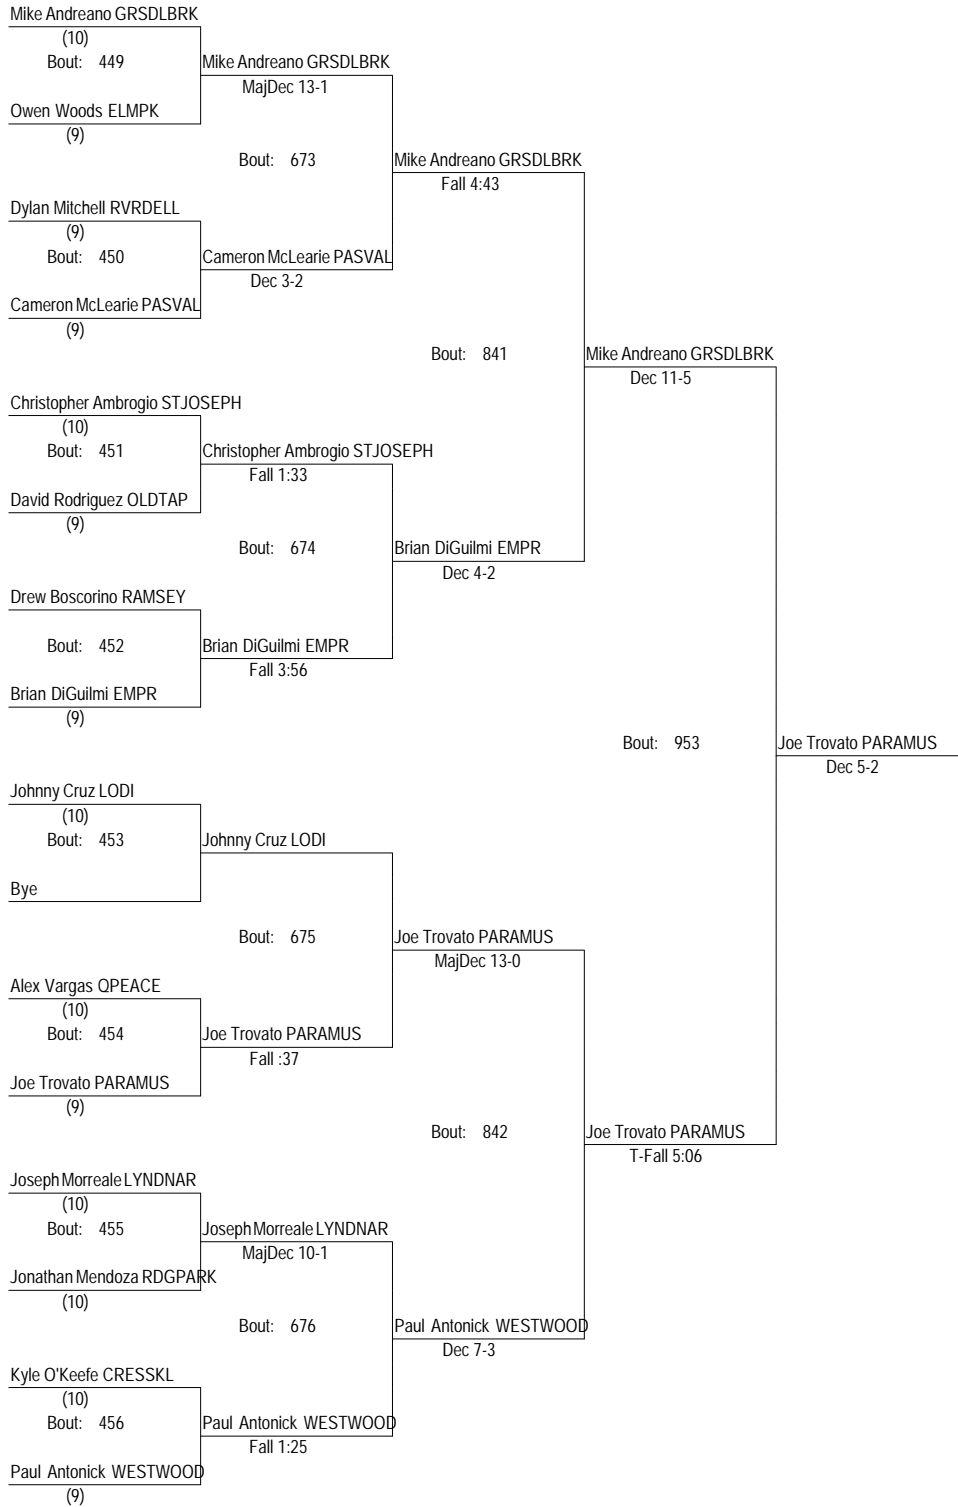 Mike Andreano GRSDLBRK
(10)
Bout: 449
Mike Andreano GRSDLBRK
MajDec 13-1
Owen Woods ELMPK
(9)
Bout: 673
Mike Andreano GRSDLBRK
Fall 4:43
Dylan Mitchell RVRDELL
(9)
Bout: 450
Cameron McLearie PASVAL
Dec 3-2
Cameron McLearie PASVAL
(9)
Bout: 841
Mike Andreano GRSDLBRK
Dec 11-5
Christopher Ambrogio STJOSEPH
(10)
Bout: 451
Christopher Ambrogio STJOSEPH
Fall 1:33
David Rodriguez OLDTAP
(9)
Bout: 674
Brian DiGuilmi EMPR
Dec 4-2
Drew Boscorino RAMSEY
Bout: 452
Brian DiGuilmi EMPR
Fall 3:56
Brian DiGuilmi EMPR
(9)
Bout: 953
Joe Trovato PARAMUS
Dec 5-2
Johnny Cruz LODI
(10)
Bout: 453
Johnny Cruz LODI
Bye
Bout: 675
Joe Trovato PARAMUS
MajDec 13-0
Alex Vargas QPEACE
(10)
Bout: 454
Joe Trovato PARAMUS
Fall :37
Joe Trovato PARAMUS
(9)
Bout: 842
Joe Trovato PARAMUS
T-Fall 5:06
Joseph Morreale LYNDNAR
(10)
Bout: 455
Joseph Morreale LYNDNAR
MajDec 10-1
Jonathan Mendoza RDGPARK
(10)
Bout: 676
Paul Antonick WESTWOOD
Dec 7-3
Kyle O'Keefe CRESSKL
(10)
Bout: 456
Paul Antonick WESTWOOD
Fall 1:25
Paul Antonick WESTWOOD
(9)